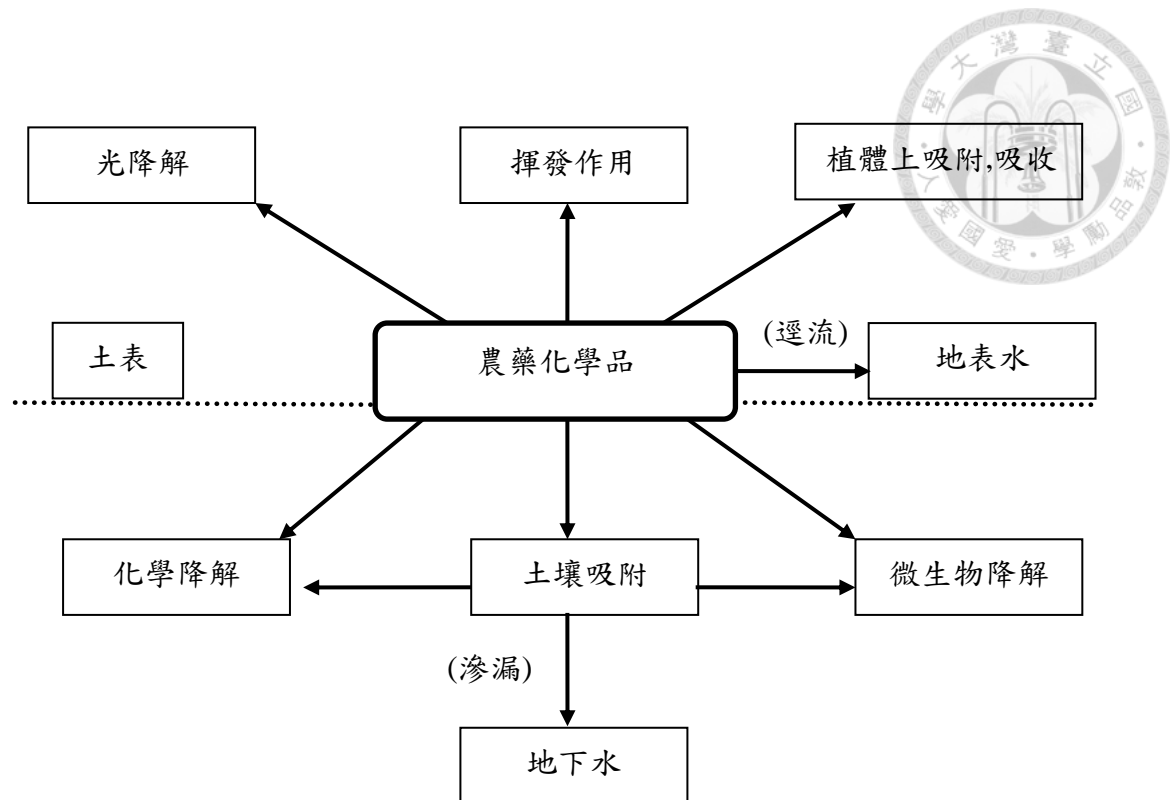 光降解
揮發作用
植體上吸附,吸收
土表
農藥化學品
(逕流)
地表水
化學降解
土壤吸附
微生物降解
(滲漏)
地下水